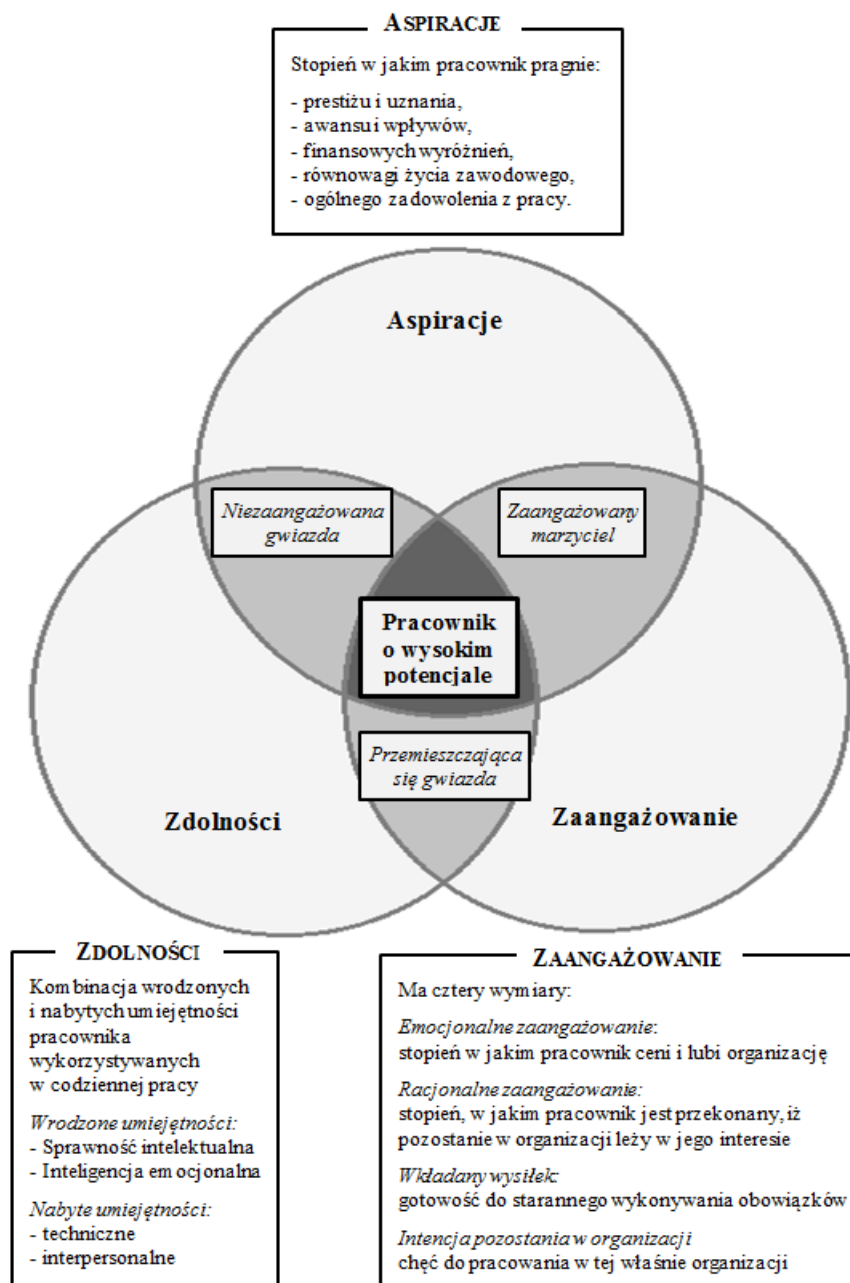 ASPIRACJE
Stopień w jakim pracownik pragnie:
- prestiżu i uznania,
- awansu i wpływów,
- finansowych wyróżnień,
- równowagi życia zawodowego,
- ogólnego zadowolenia z pracy.
Aspiracje
Niezaangażowana
gwiazda
Zaangażowany
marzyciel
Pracownik
o wysokim
potencjale
Przemieszczająca
się gwiazda
Zdolności
Zaangażowanie
ZDOLNOŚCI
Kombinacja wrodzonych
i nabytych umiejętności
pracownika
wykorzystywanych
w codziennej pracy
Wrodzone umiejętności:
- Sprawność intelektualna
- Inteligencja emocjonalna
Nabyte umiejętności:
- techniczne
- interpersonalne
ZAANGAŻOWANIE
Ma cztery wymiary:
Emocjonalne zaangażowanie:
stopień w jakim pracownik ceni i lubi organizację
Racjonalne zaangażowanie:
stopień, w jakim pracownik jest przekonany, iż
pozostanie w organizacji leży w jego interesie
Wkładany wysiłek:
gotowość do starannego wykonywania obowiązków
Intencja pozostania w organizacji
chęć do pracowania w tej właśnie organizacji